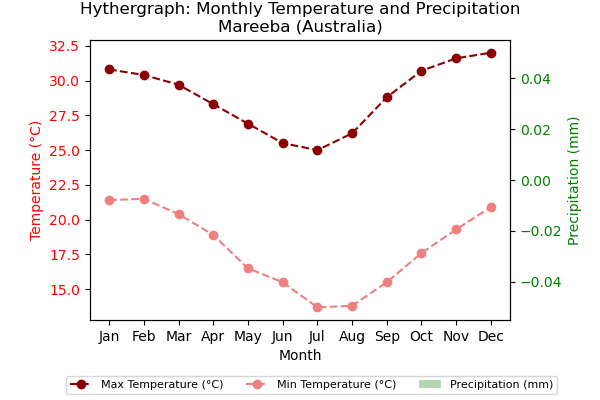 Hythergraph: Monthly Temperature and Precipitation
Mareeba (Australia)
32.5
30.0
27.5
25.0
22.5
20.0
17.5
15.0
Temperature (°C)
0.04
0.02
0.00
−0.02
−0.04
Precipitation (mm)
Jan Feb Mar Apr May Jun Jul Aug Sep Oct Nov Dec
Month
Max Temperature (°C) Min Temperature (°C) Precipitation (mm)